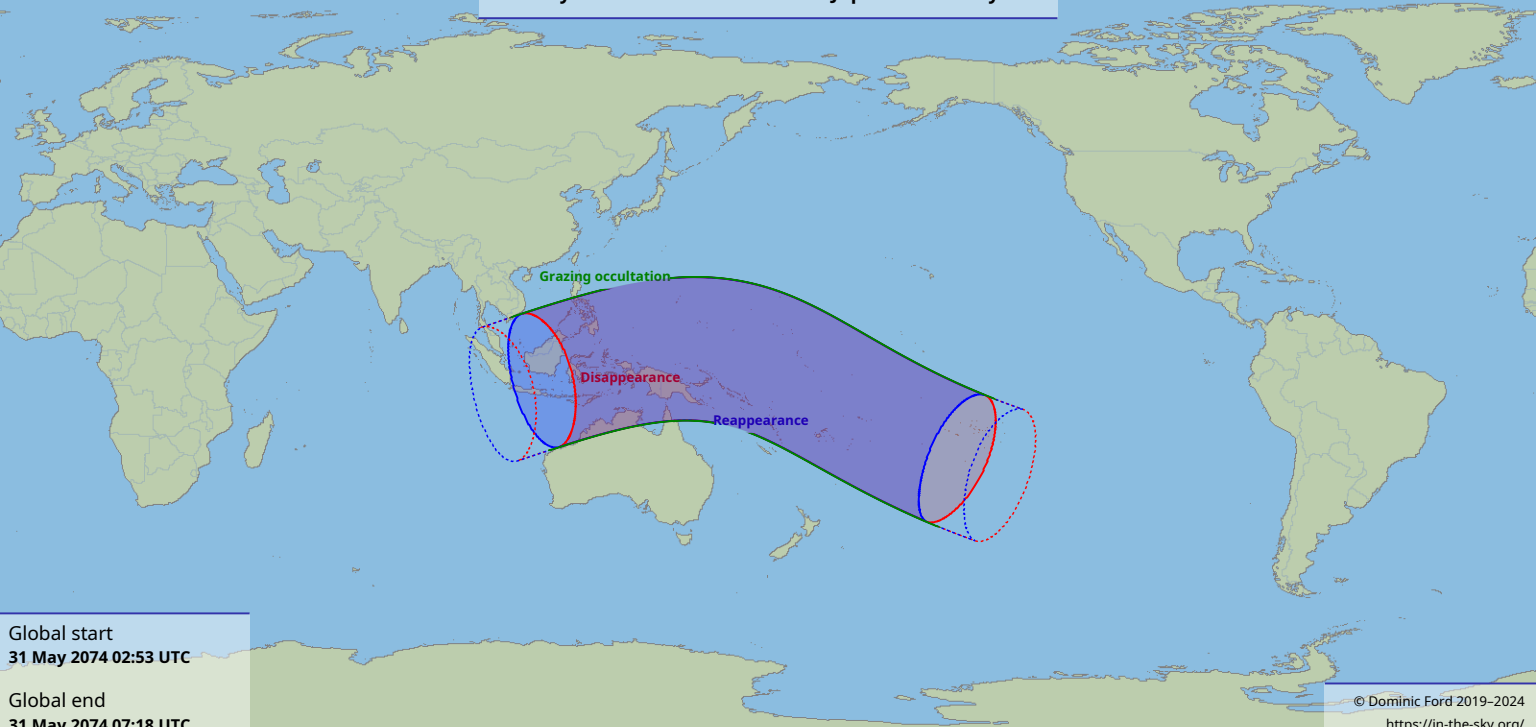 Grazing occultation
Disappearance
Reappearance
Global start
31 May 2074 02:53 UTC
Global end
31 May 2074 07:18 UTC
© Dominic Ford 2019–2024
https://in-the-sky.org/